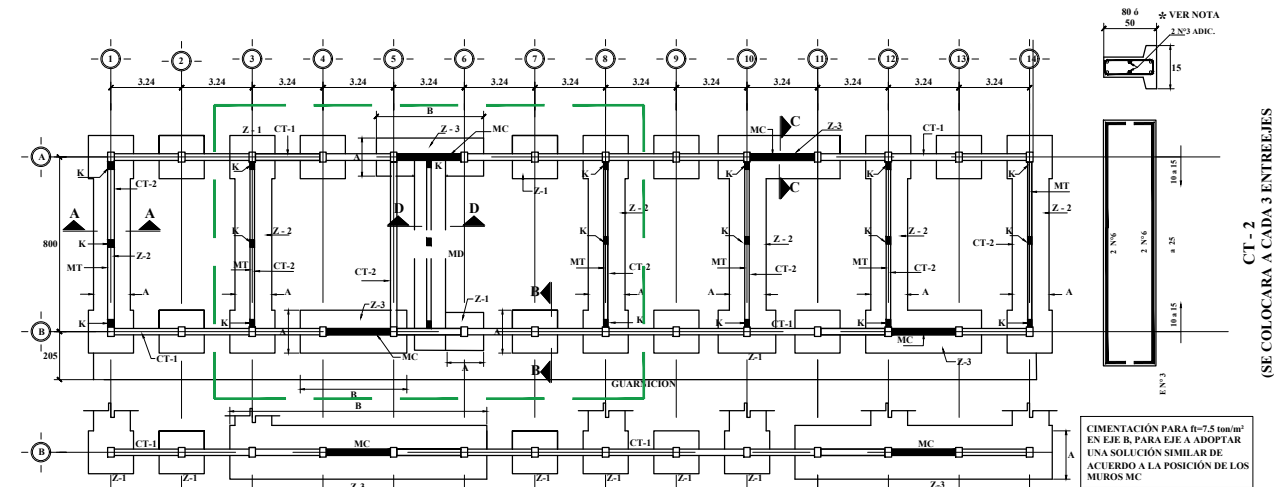 80 ó
50
* VER NOTA
2 Nº3 ADIC.
15
1 2 3 4 5 6 7 8 9 10 11 12 13 14
3.24 3.24 3.24 3.24 3.24 3.24 3.24 3.24 3.24 3.24 3.24 3.24 3.24
B
Z - 1 CT-1 Z - 3 MC MC C Z-3 CT-1
A A
K K K K K K K
Z-1
C
CT-2 MT
A A D D Z - 2
800
K K Z - 2 K K Z - 2 K Z - 2 K
MT Z-2 MT CT-2 CT-2 MD MT CT-2 CT-2 MT CT-2
A A A A A A A A A
Z-3 Z-1 B
K K K K K
B CT-1
205
CT-1 MC A B Z-1 MC Z-3
B GUARNICION
B
CT-1 MC CT-1 CT-1 MC
B A
Z-1 Z-1 Z-3 Z-1 Z-1 Z-1 Z-1 Z-3
2 Nº6 2 Nº6
10 a 15
a 25
10 a 15
E Nº 3
CT - 2
(SE COLOCARA A CADA 3 ENTREEJES
CIMENTACIÓN PARA ft=7.5 ton/m²
EN EJE B, PARA EJE A ADOPTAR
UNA SOLUCIÓN SIMILAR DE
ACUERDO A LA POSICIÓN DE LOS
MUROS MC